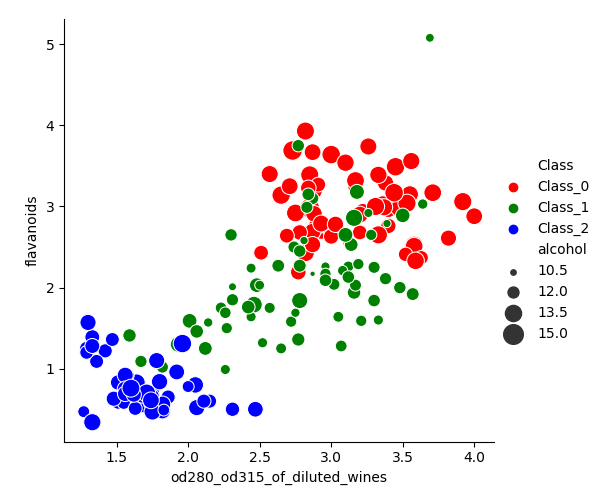 5
4
3
2
1
flavanoids
1.5 2.0 2.5 3.0 3.5 4.0
od280_od315_of_diluted_wines
Class
Class_0
Class_1
Class_2
alcohol
10.5
12.0
13.5
15.0